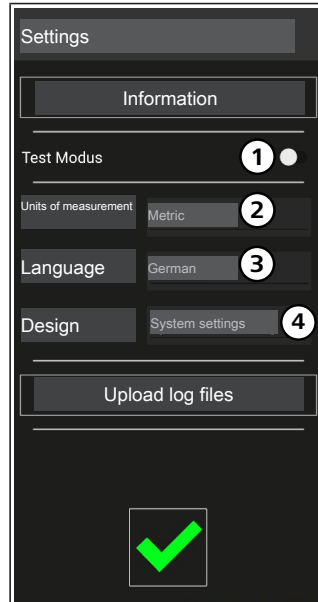 Settings
Information
Test Modus 1
Units of measurement Metric 2
Language German 3
Design System settings 4
Upload log files